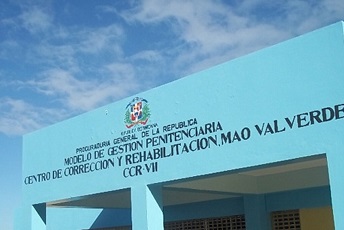 PROCURADURIA GENERAL DE LA REPUBLICA
MODELO DE GESTION PENITENCIARIA
CENTRO DE CORRECCION Y REHABILITACION, MAO VALVERDE
CCR-VII